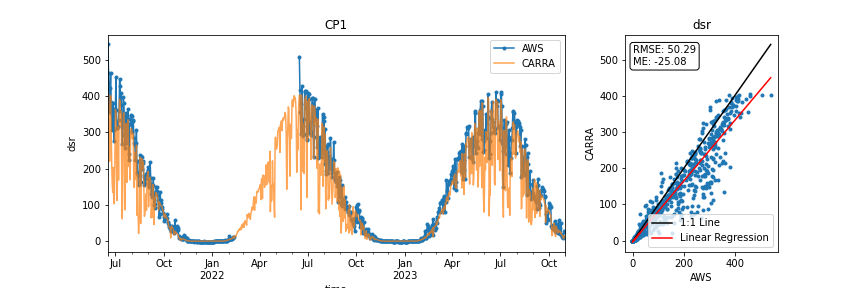 CP1
dsr
500
400
300
200
100
0
AWS
CARRA
Jul
Oct
Jan
2022
Apr
Jul
Oct
Jan
2023
Apr
Jul
Oct
time
dsr
CARRA
500
400
300
200
100
0
RMSE: 50.29
ME: -25.08
1:1 Line
Linear Regression
0
200
400
AWS